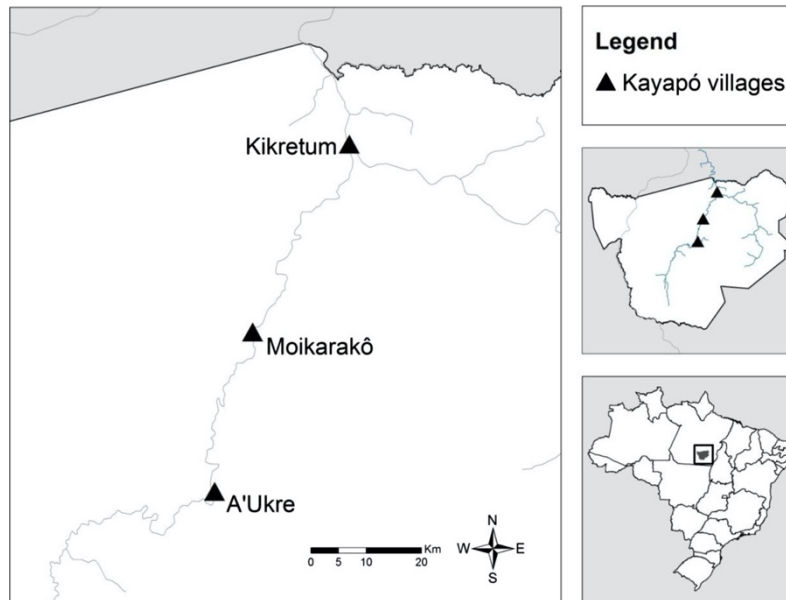 Legend
Kayapó villages
Kikretum
Moikarakô
A'Ukre
Km
0 5 10 20
N
W E
S